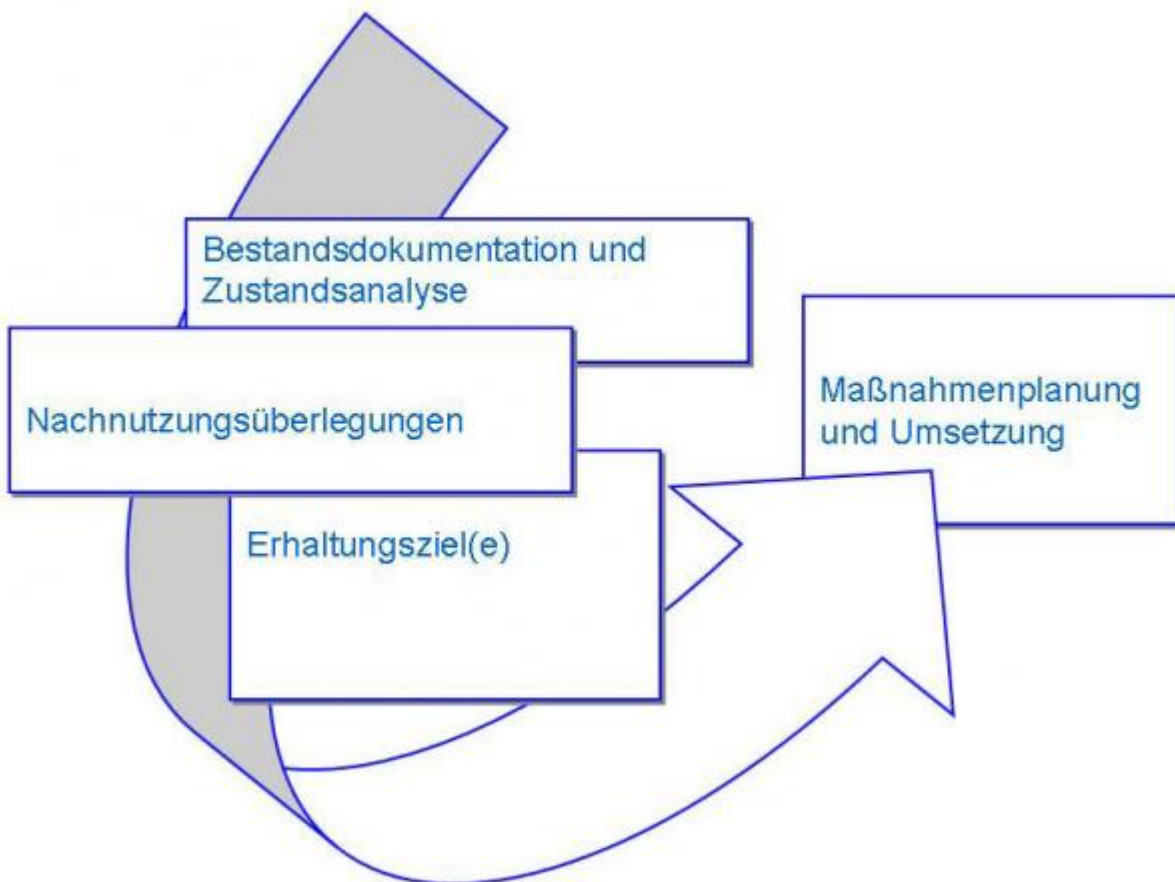 Bestandsdokumentation und
Zustandsanalyse
Nachnutzungsüberlegungen
Maßnahmenplanung
und Umsetzung
Erhaltungsziel(e)